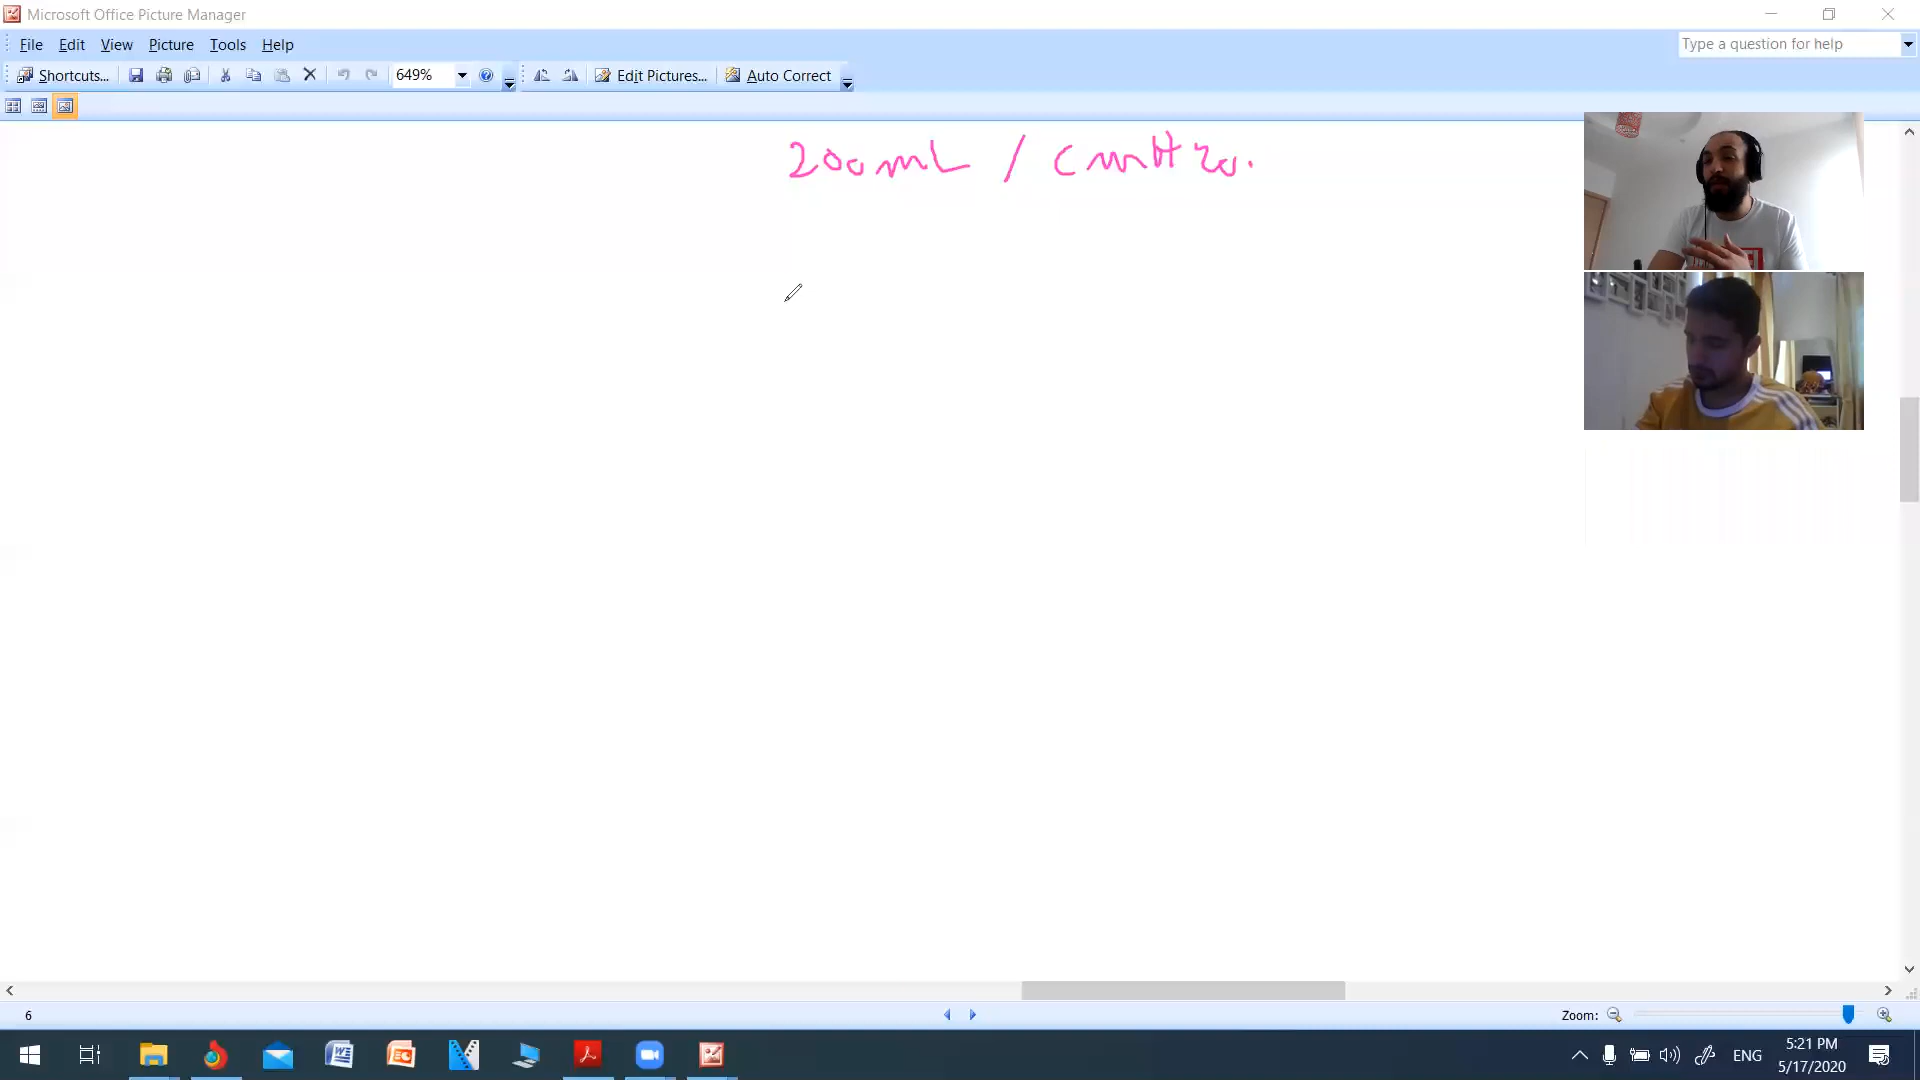 Microsoft Office Picture Manager
File Edit View Picture Tools Help
Type a question for help
Shortcuts... 649% Edit Pictures... Auto Correct
200mL / cmH20.
6
Zoom:
ENG
5:21 PM
5/17/2020